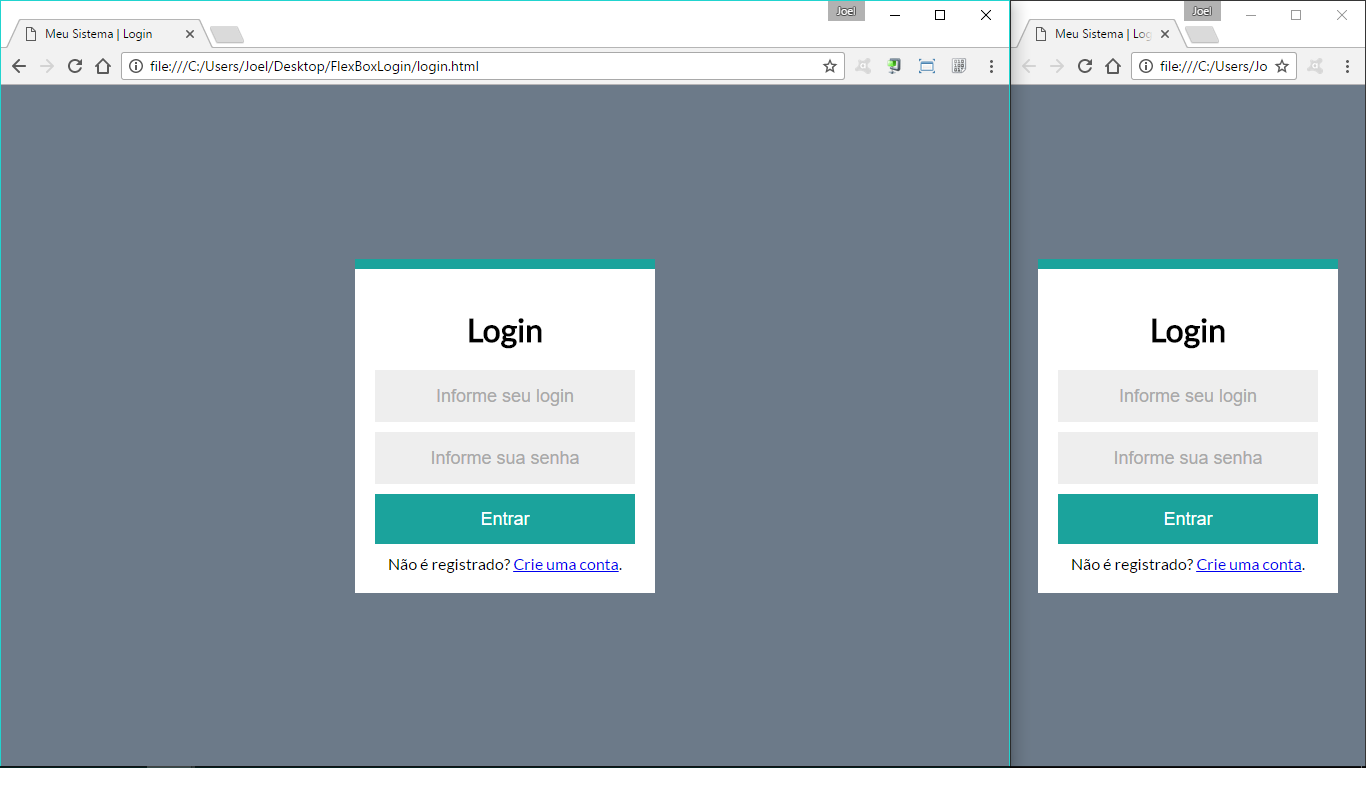 Joel
Meu Sistema | Login
file:///C:/Users/Joel/Desktop/FlexBoxLogin/login.html
Login
Informe seu login
Informe sua senha
Entrar
Não é registrado? Crie uma conta.
Joel
Meu Sistema | Log
file:///C:/Users/Jo
Login
Informe seu login
Informe sua senha
Entrar
Não é registrado? Crie uma conta.